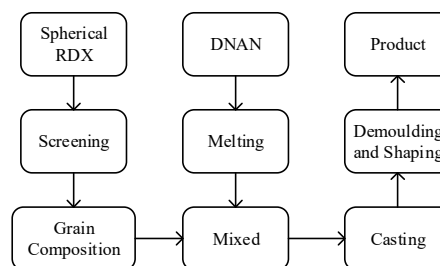 Spherical
RDX
DNAN
Product
Screening
Melting
Demoulding
and Shaping
Grain
Composition
Mixed
Casting